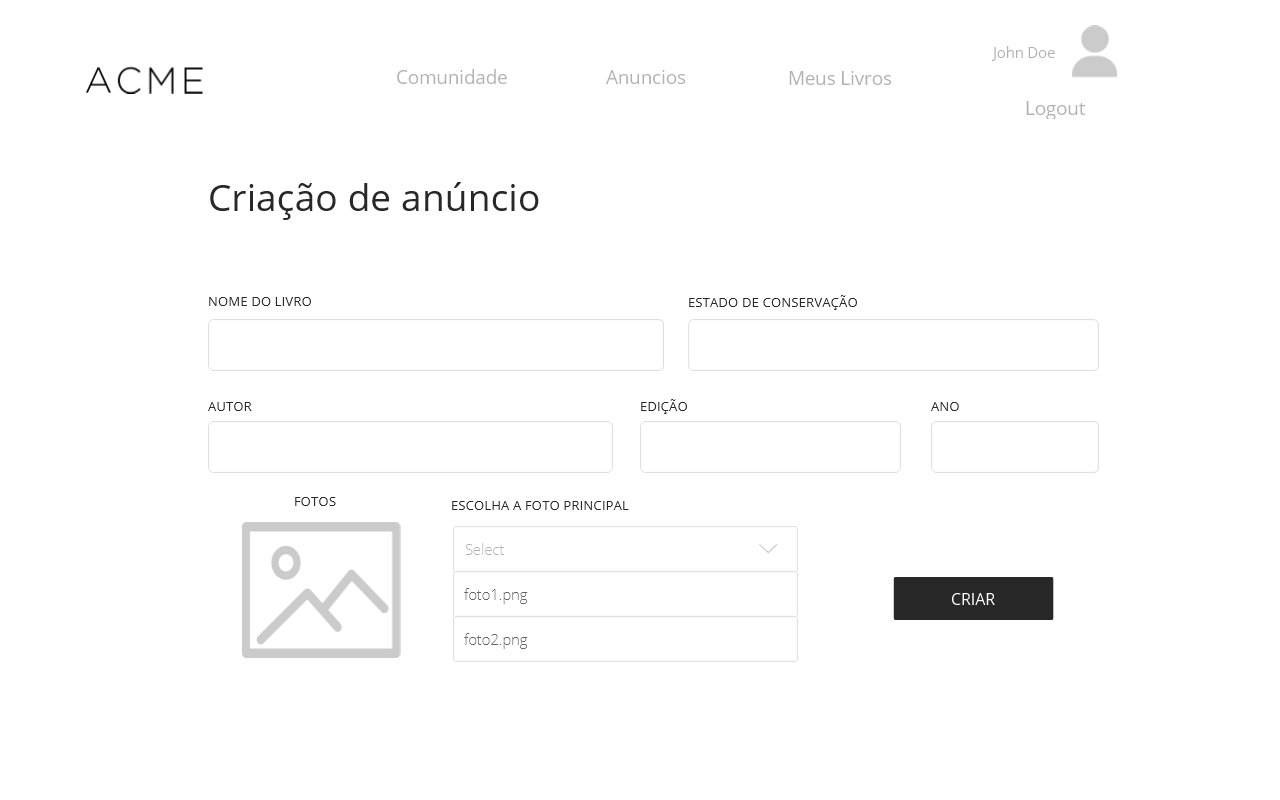 ACME
Comunidade
Anuncios
Meus Livros
John Doe
Logout
Criação de anúncio
NOME DO LIVRO
ESTADO DE CONSERVAÇÃO
AUTOR
EDIÇÃO
ANO
FOTOS
ESCOLHA A FOTO PRINCIPAL
Select
foto1.png
foto2.png
CRIAR